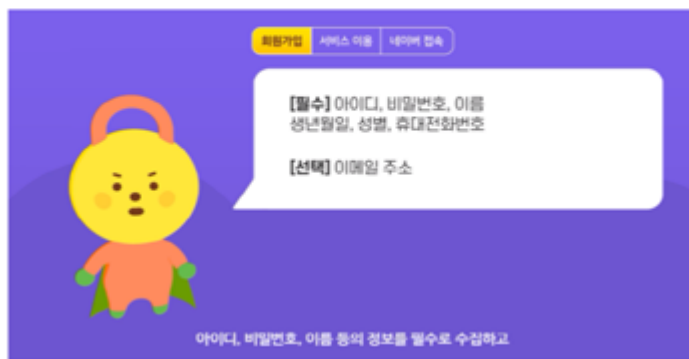 회원가입 서비스 이용 네이버 접속
[필수] 아이디, 비밀번호, 이름
생년월일, 성별, 휴대전화번호
[선택] 이메일 주소
아이디, 비밀번호, 이름 등의 정보를 필수로 수집하고